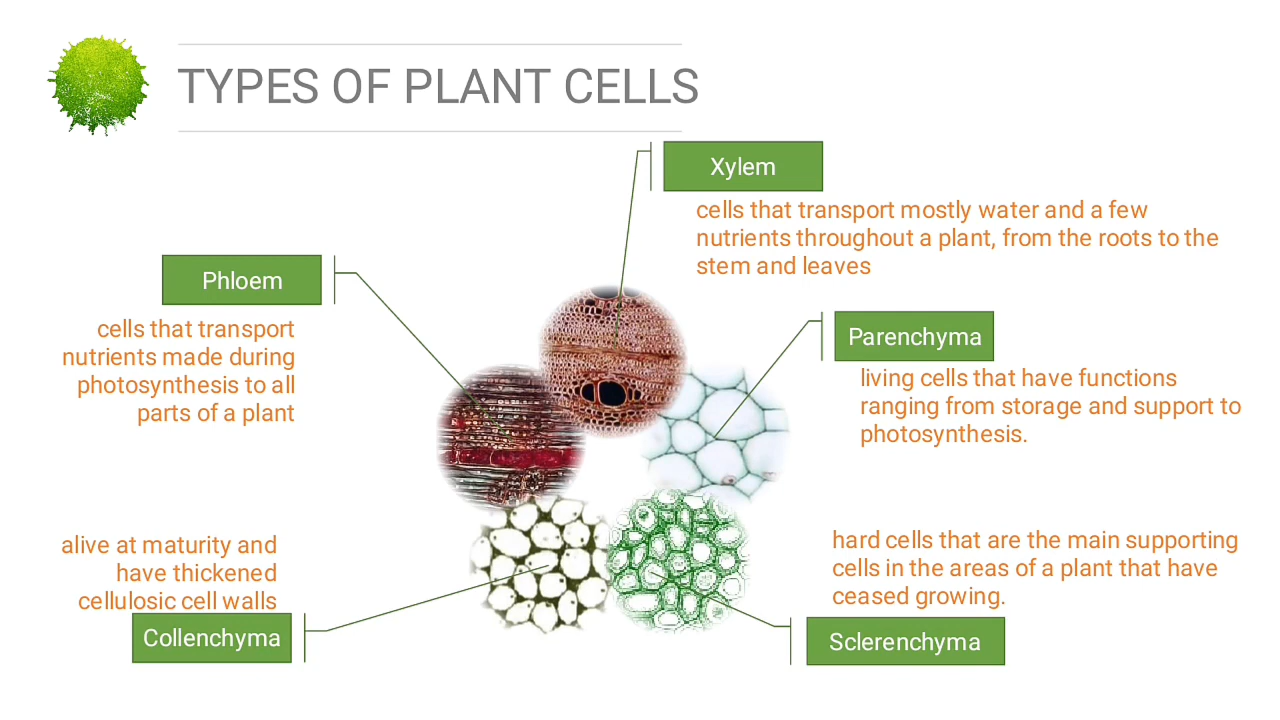 TYPES OF PLANT CELLS
Xylem
cells that transport mostly water and a few
nutrients throughout a plant, from the roots to the
stem and leaves
Phloem
cells that transport
nutrients made during
photosynthesis to all
parts of a plant
Parenchyma
living cells that have functions
ranging from storage and support to
photosynthesis.
alive at maturity and
have thickened
cellulosic cell walls
Collenchyma
hard cells that are the main supporting
cells in the areas of a plant that have
ceased growing.
Sclerenchyma